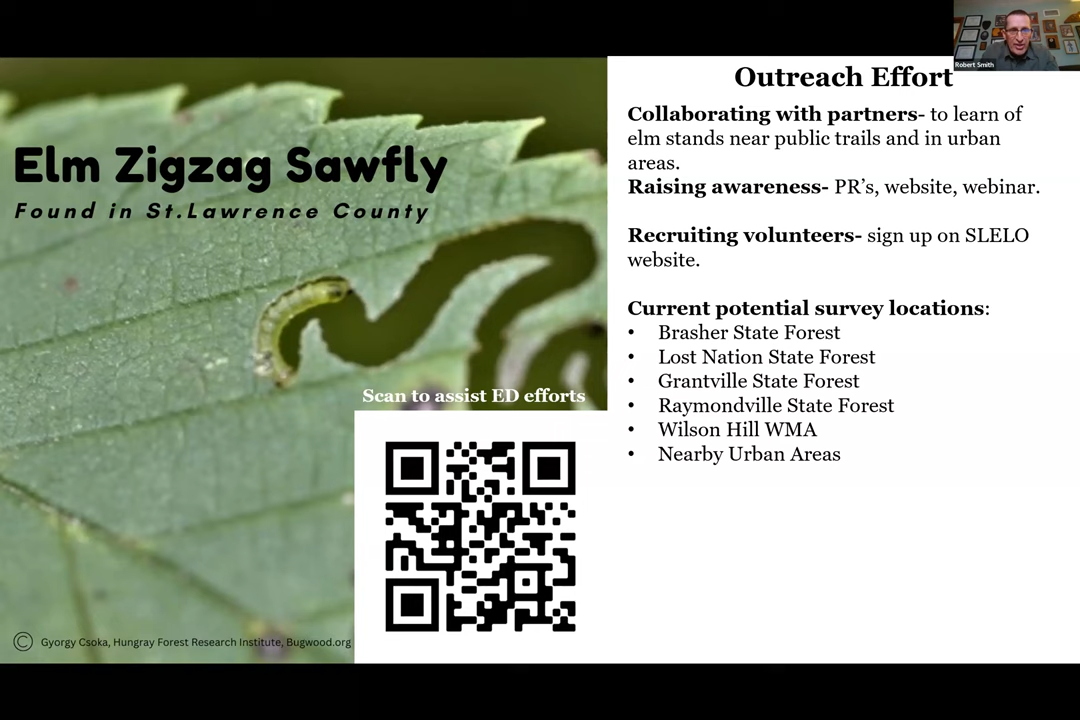 Robert Smith
Elm Zigzag Sawfly
Found in St.Lawrence County
Scan to assist ED efforts
© Gyorgy Csoka, Hungray Forest Research Institute, Bugwood.org
Outreach Effort
Collaborating with partners- to learn of
elm stands near public trails and in urban
areas.
Raising awareness- PR’s, website, webinar.
Recruiting volunteers- sign up on SLELO
website.
Current potential survey locations:
• Brasher State Forest
• Lost Nation State Forest
• Grantville State Forest
• Raymondville State Forest
• Wilson Hill WMA
• Nearby Urban Areas